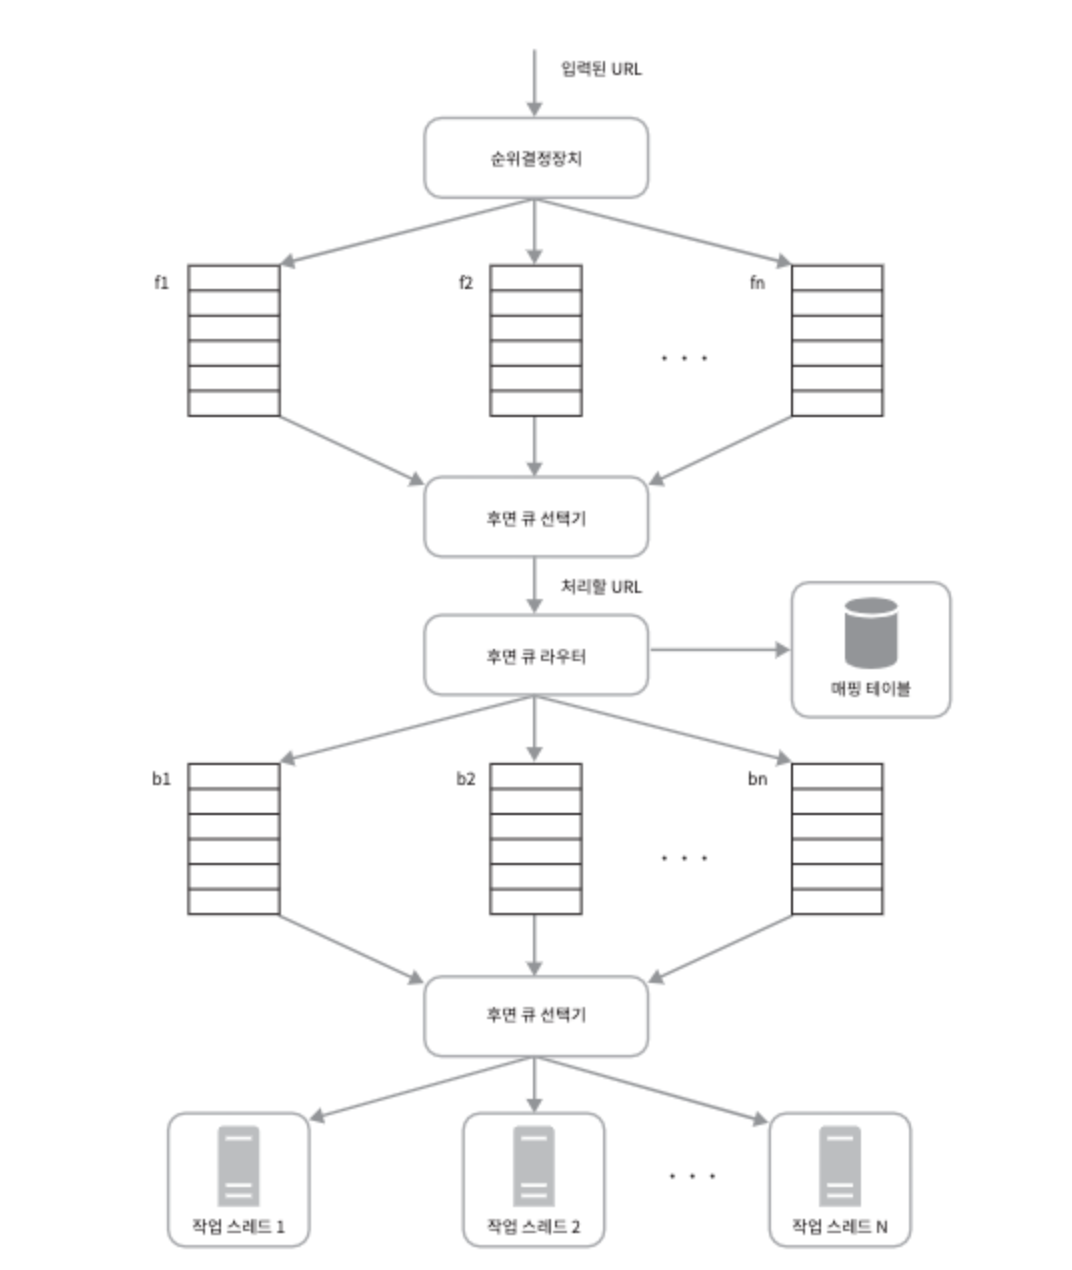 입력된 URL
순위결정장치
f1
f2
fn
. . .
후면 큐 선택기
처리할 URL
후면 큐 라우터
매핑 테이블
b1
b2
bn
. . .
후면 큐 선택기
. . .
작업 스레드 1
작업 스레드 2
작업 스레드 N